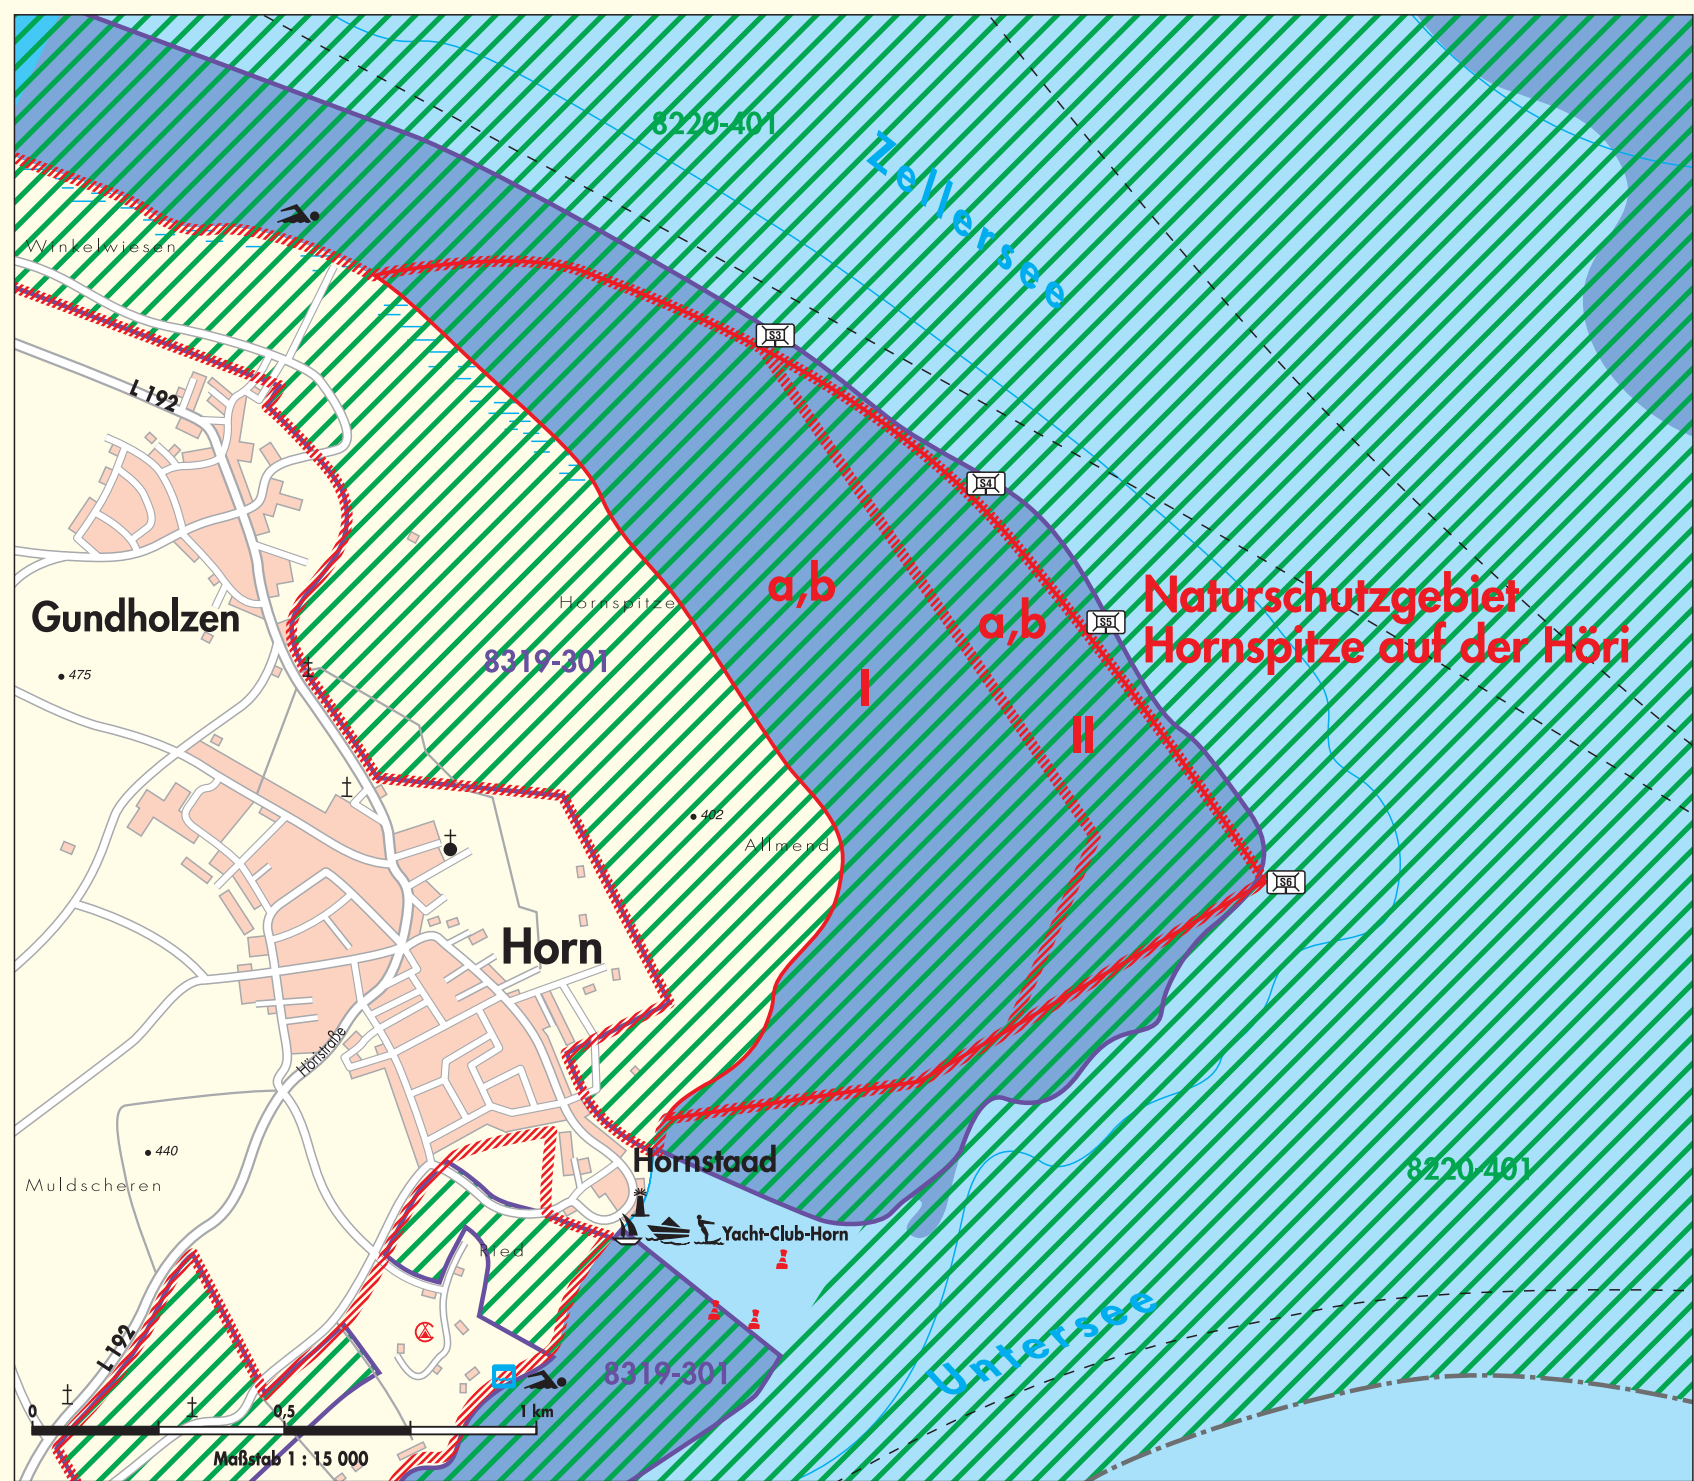 8220-401
Zellersee
Winkelwiesen
S3
L 192
S4
a,b
a,b
Naturschutzgebiet
Hornspitze auf der Höri
S5
Hornspitze
Gundholzen
8319-301
475
I
II
402
Allmend
S6
Horn
Höristraße
440
Hornstaad
8220-401
Muldscheren
Yacht-Club-Horn
Ried
Untersee
L 192
8319-301
0 0,5 1 km
Maßstab 1 : 15 000